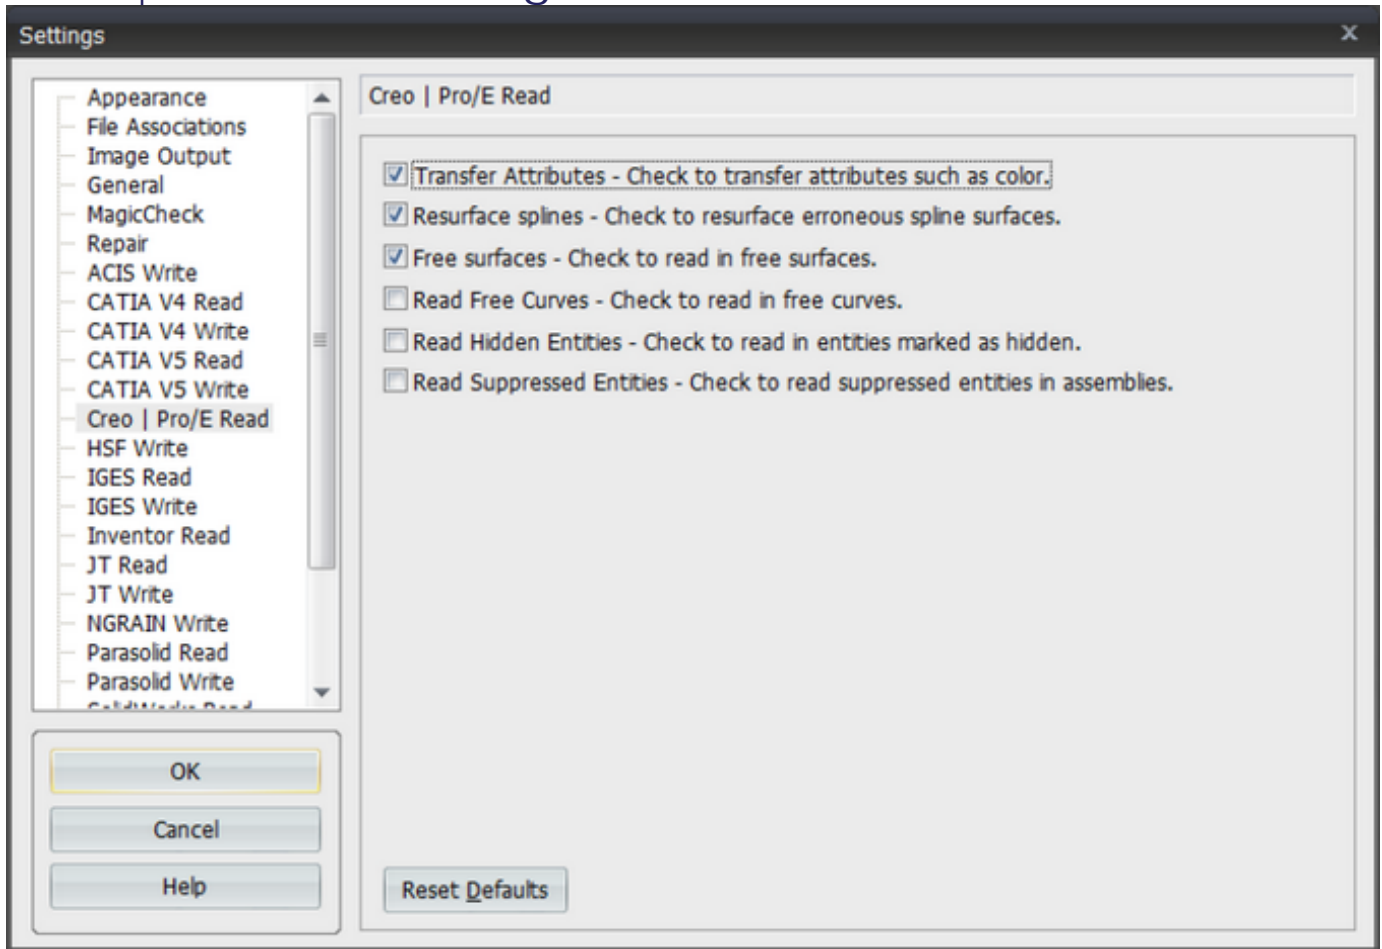 Settings
x
Appearance
File Associations
Image Output
General
MagicCheck
Repair
ACIS Write
CATIA V4 Read
CATIA V4 Write
CATIA V5 Read
CATIA V5 Write
Creo | Pro/E Read
HSF Write
IGES Read
IGES Write
Inventor Read
JT Read
JT Write
NGRAIN Write
Parasolid Read
Parasolid Write
SolidWorks Read
OK
Cancel
Help
Creo | Pro/E Read
Transfer Attributes - Check to transfer attributes such as color.
Resurface splines - Check to resurface erroneous spline surfaces.
Free surfaces - Check to read in free surfaces.
Read Free Curves - Check to read in free curves.
Read Hidden Entities - Check to read in entities marked as hidden.
Read Suppressed Entities - Check to read suppressed entities in assemblies.
Reset Defaults